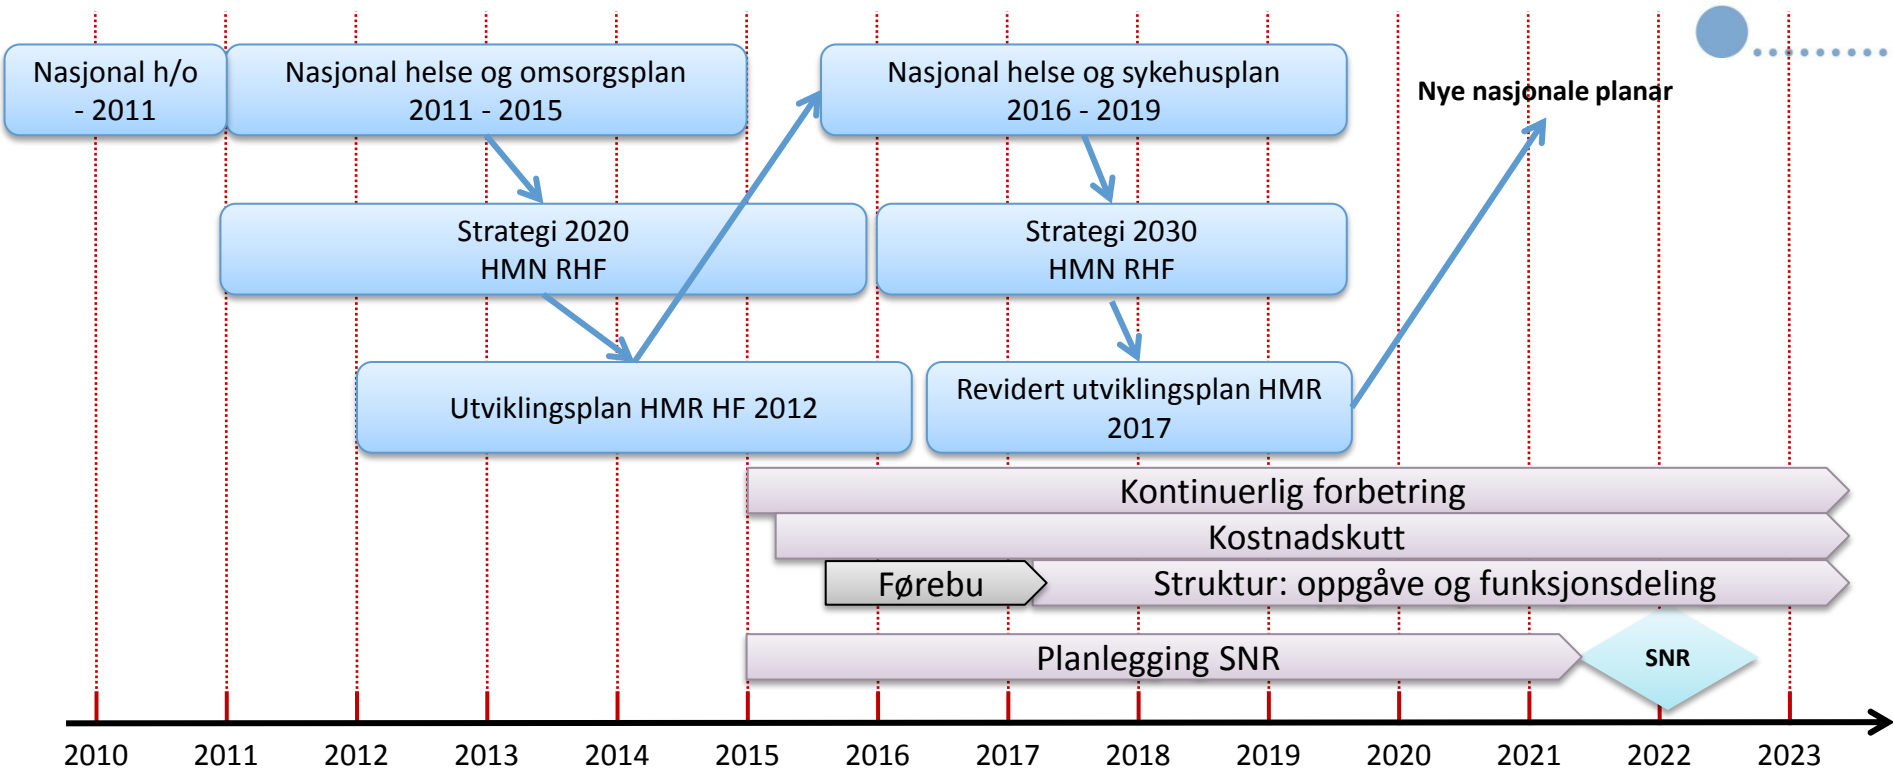 Nasjonal h/o
- 2011
Nasjonal helse og omsorgsplan
2011 - 2015
Nasjonal helse og sykehusplan
2016 - 2019
Nye nasjonale planar
Strategi 2020
HMN RHF
Strategi 2030
HMN RHF
Utviklingsplan HMR HF 2012
Revidert utviklingsplan HMR
2017
Kontinuerlig forbetring
Kostnadskutt
Førebu
Struktur: oppgåve og funksjonsdeling
Planlegging SNR
SNR
2010 2011 2012 2013 2014 2015 2016 2017 2018 2019 2020 2021 2022 2023